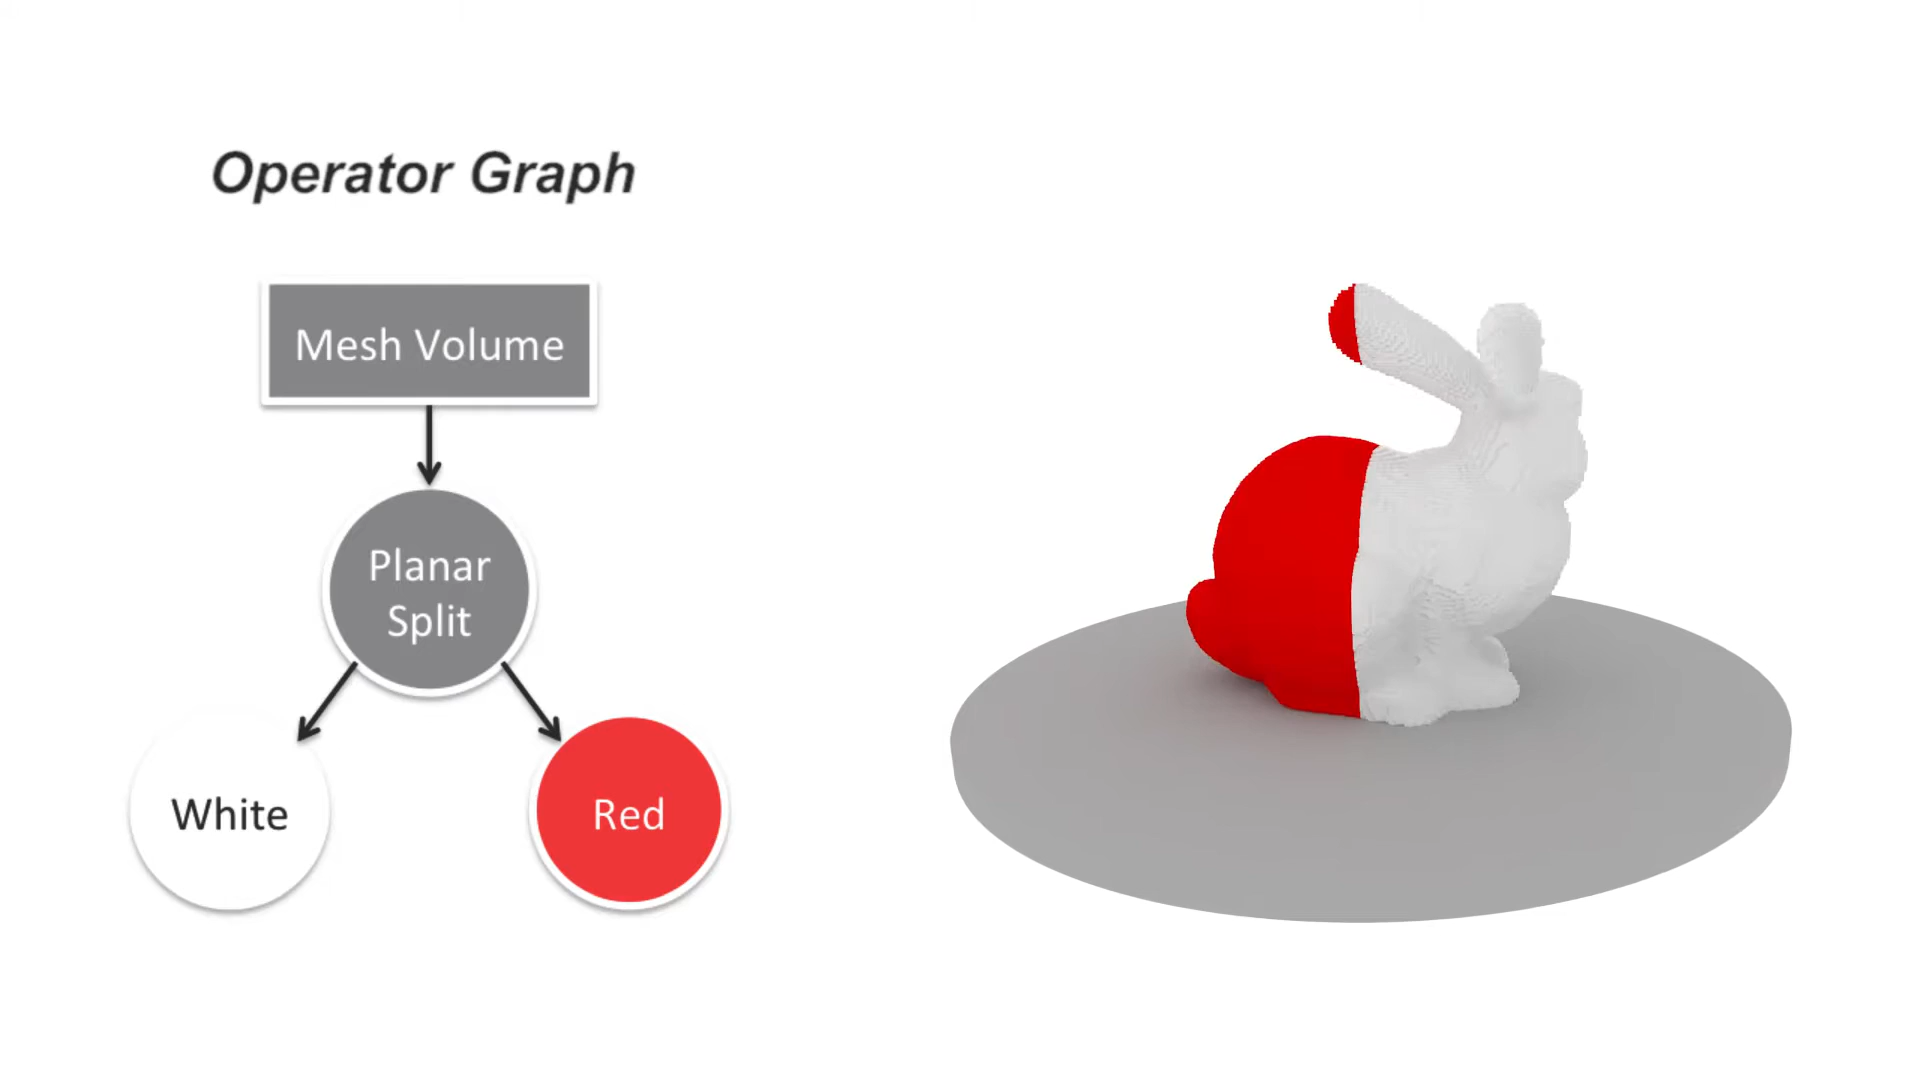 Operator Graph
Mesh Volume
Planar
Split
White
Red